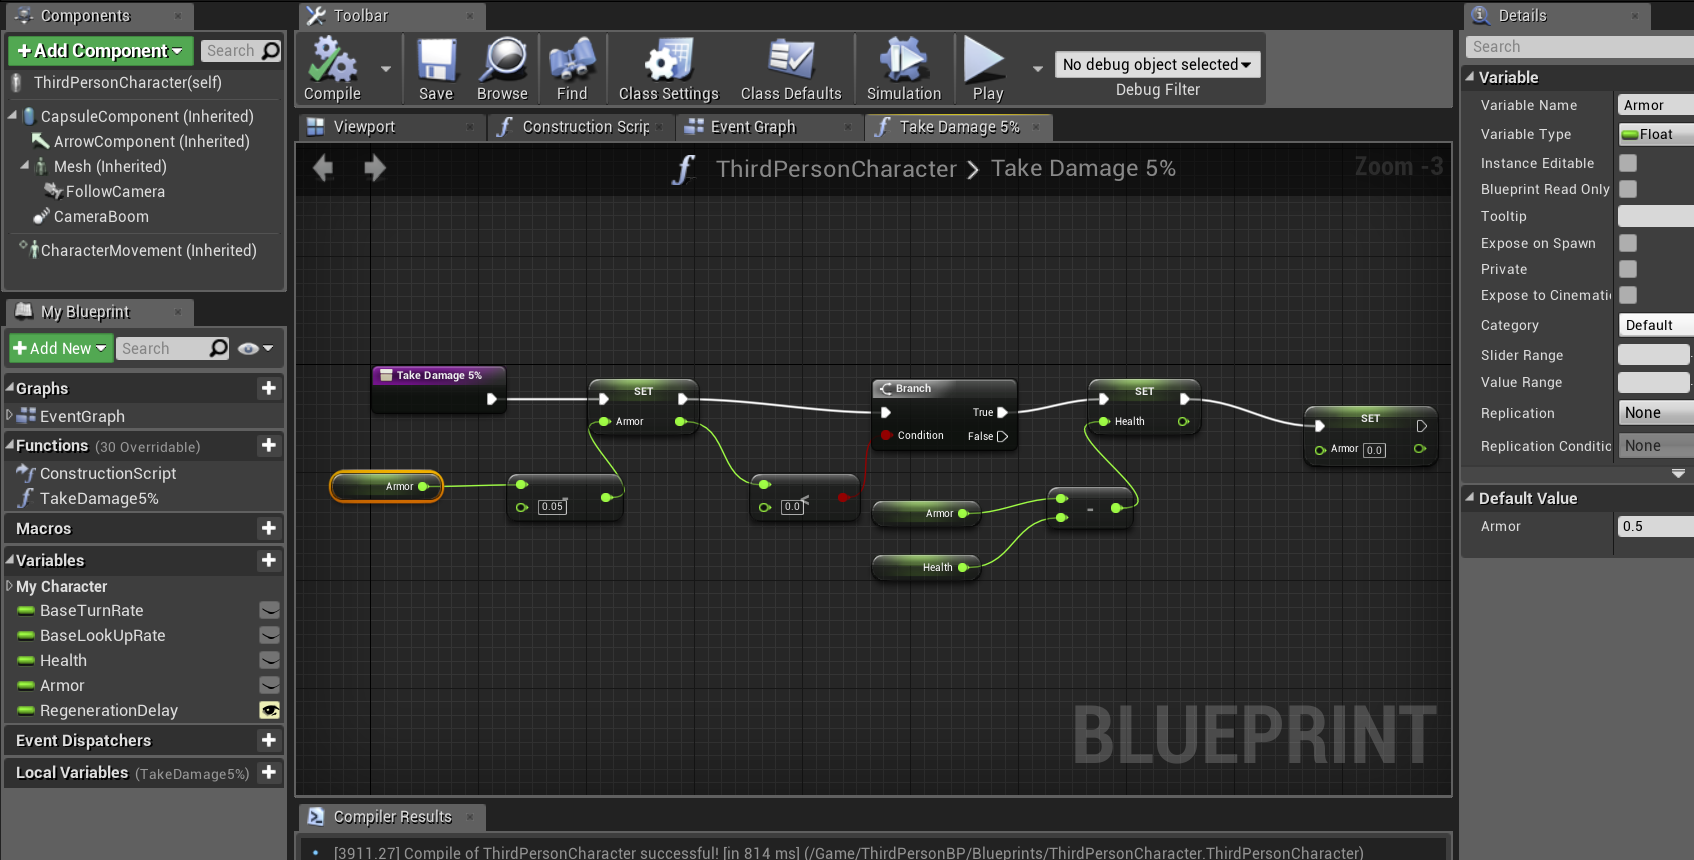 Components
Toolbar
Details
Add Component
Search
ThirdPersonCharacter(self)
CapsuleComponent (Inherited)
ArrowComponent (Inherited)
Mesh (Inherited)
FollowCamera
CameraBoom
CharacterMovement (Inherited)
Compile
Save
Browse
Find
Class Settings
Class Defaults
Simulation
Play
No debug object selected
Debug Filter
Viewport
Construction Scrip
Event Graph
Take Damage 5%
ThirdPersonCharacter > Take Damage 5%
Zoom -3
My Blueprint
Add New
Search
Graphs
EventGraph
Functions (30 Overridable)
ConstructionScript
TakeDamage5%
Macros
Variables
My Character
BaseTurnRate
BaseLookUpRate
Health
Armor
RegenerationDelay
Event Dispatchers
Local Variables (TakeDamage5%)
Take Damage 5%
SET
Armor
Branch
True
Condition
False
SET
Health
SET
Armor 0.0
Armor
-
0.05
<
0.0
Armor
-
Health
BLUEPRINT
Search
Variable
Variable Name Armor
Variable Type Float
Instance Editable
Blueprint Read Only
Tooltip
Expose on Spawn
Private
Expose to Cinemati
Category Default
Slider Range
Value Range
Replication None
Replication Conditic None
Default Value
Armor 0.5
Compiler Results
[3911.27] Compile of ThirdPersonCharacter successful! [in 814 ms] (/Game/ThirdPersonBP/Blueprints/ThirdPersonCharacter.ThirdPersonCharacter)